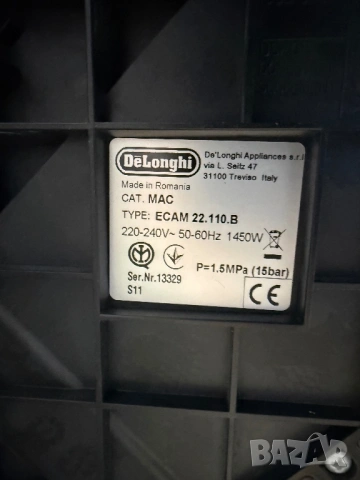 DeLonghi
De'Longhi Appliances s.r.l
via L. Seitz 47
31100 Treviso Italy
Made in Romania
CAT. MAC
TYPE: ECAM 22.110.B
220-240V~ 50-60Hz 1450W
P=1.5MPa (15bar)
Ser.Nr.13329
S11
CE
BAZAR